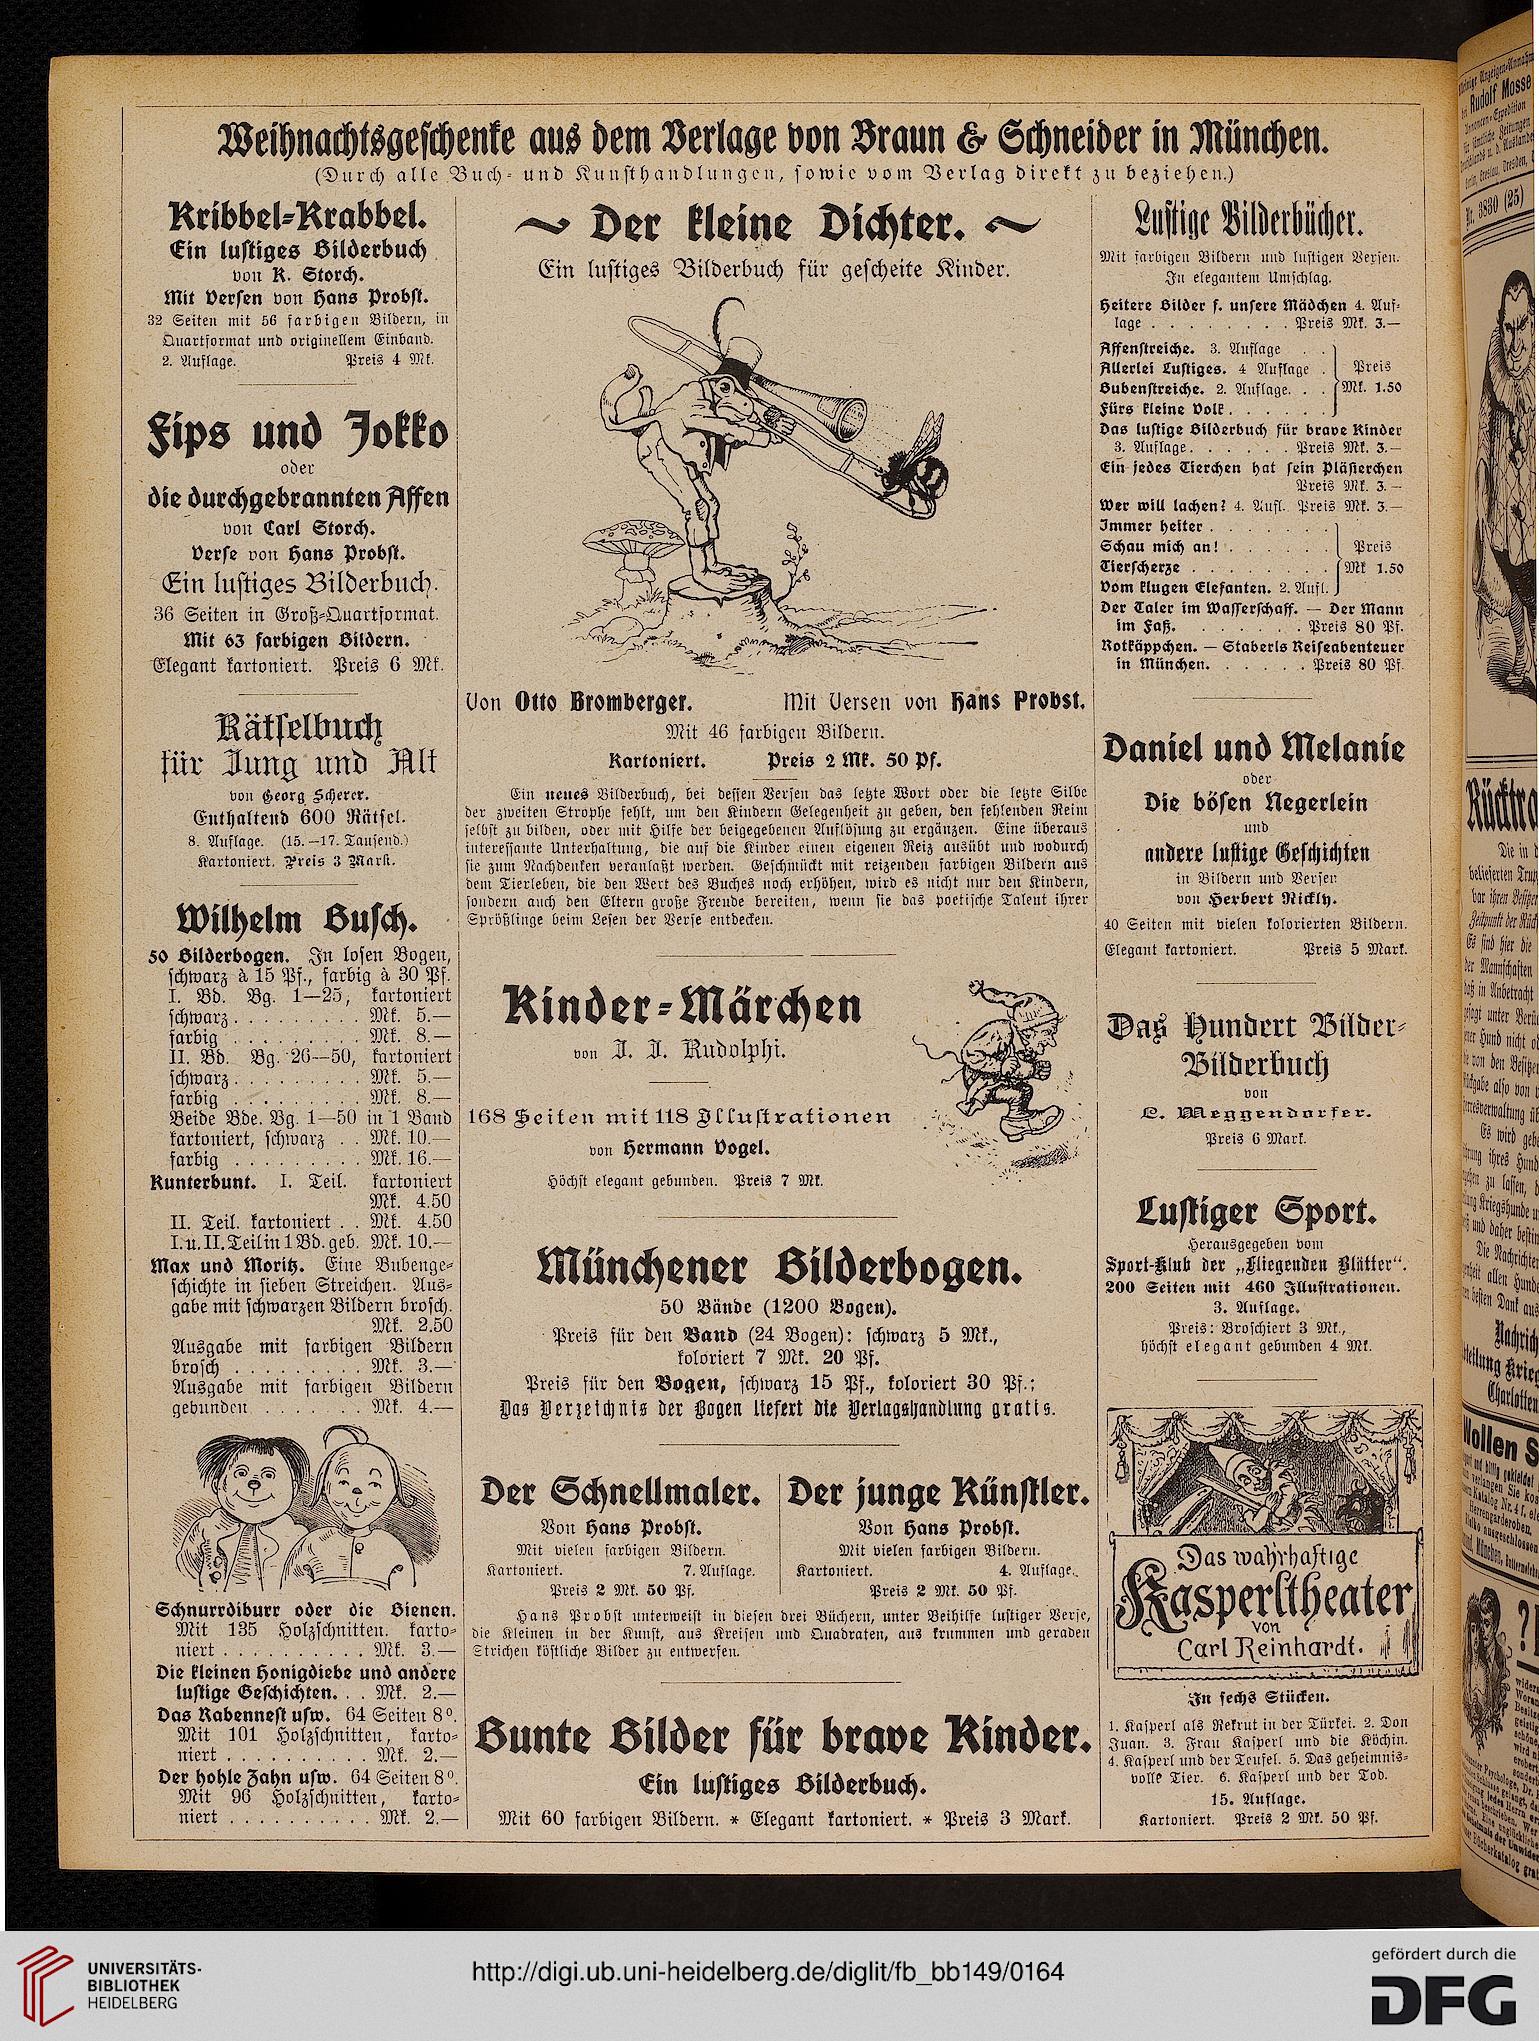 Weihnachtsgeschenke aus dem Verlage von Braun & Schneider in München.
(Durch alle Buch- und Kunsthandlungen, sowie vom Verlag direkt zu beziehen.)
Kribbel-Krabbel.
Ein lustiges Bilderbuch
von K. Storch.
Mit Versen von Hans Probst.
32 Seiten mit 56 farbigen Bildern, in
Quartformat und originellem Einband.
2. Auflage. Preis 4 Mk.
Fips und Jokko
oder
die durchgebrannten Affen
von Carl Storch.
Verse von Hans Probst.
Ein lustiges Bilderbuch.
36 Seiten in Groß-Quartformat.
Mit 63 farbigen Bildern.
Elegant kartoniert. Preis 6 Mk.
Rätselbuch
für Jung und Alt
von Georg Scherer.
Enthaltend 600 Rätsel.
8. Auflage. (15.—17. Tausend.)
Kartoniert. Preis 3 Mark.
Wilhelm Busch.
50 Bilderbogen. In losen Bogen,
schwarz à 15 Pf., farbig à 30 Pf.
I. Bd. Bg. 1—25, kartoniert
schwarz . . . . . . . . . Mk. 5.—
farbig . . . . . . . . . Mk. 8.—
II. Bd. Bg. 26—50, kartoniert
schwarz . . . . . . . . . Mk. 5.—
farbig . . . . . . . . . Mk. 8.—
Beide Bde. Bg. 1—50 in 1 Band
kartoniert, schwarz . . Mk. 10.—
farbig . . . . . . . . . Mk. 16.—
Kunterbunt. I. Teil. kartoniert
Mk. 4.50
II. Teil. kartoniert . . Mk. 4.50
I. u. II. Teil in 1 Bd. geb. Mk. 10.—
Max und Moritz. Eine Bubenge-
schichte in sieben Streichen. Aus-
gabe mit schwarzen Bildern brosch.
Mk. 2.50
Ausgabe mit farbigen Bildern
brosch . . . . . . . . . Mk. 3.—
Ausgabe mit farbigen Bildern
gebunden . . . . . . . Mk. 4.—
Schnurrdiburr oder die Bienen.
Mit 135 Holzschnitten. karto-
niert . . . . . . . . . . Mk. 3.—
Die kleinen Honigdiebe und andere
lustige Geschichten. . . Mk. 2.—
Das Rabennest usw. 64 Seiten 8°.
Mit 101 Holzschnitten, karto-
niert . . . . . . . . . . Mk. 2.—
Der hohle Zahn usw. 64 Seiten 8°.
Mit 96 Holzschnitten, karto-
niert . . . . . . . . . . Mk. 2.—
~ Der kleine Dichter. ~
Ein lustiges Bilderbuch für gescheite Kinder.
Von Otto Bromberger. Mit Versen von Hans Probst.
Mit 46 farbigen Bildern.
Kartoniert. Preis 2 Mk. 50 Pf.
Ein neues Bilderbuch, bei dessen Versen das letzte Wort oder die letzte Silbe
der zweiten Strophe fehlt, um den Kindern Gelegenheit zu geben, den fehlenden Reim
selbst zu bilden, oder mit Hilfe der beigegebenen Auflösung zu ergänzen. Eine überaus
interessante Unterhaltung, die auf die Kinder einen eigenen Reiz ausübt und wodurch
sie zum Nachdenken veranlaßt werden. Geschmückt mit reizenden farbigen Bildern aus
dem Tierleben, die den Wert des Buches noch erhöhen, wird es nicht nur den Kindern,
sondern auch den Eltern große Freude bereiten, wenn sie das poetische Talent ihrer
Sprößlinge beim Lesen der Verse entdecken.
Kinder-Märchen
von J. J. Rudolphi.
168 Seiten mit 118 Illustrationen
von Hermann Vogel.
Höchst elegant gebunden. Preis 7 Mk.
Münchener Bilderbogen.
50 Bände (1200 Bogen).
Preis für den Band (24 Bogen): schwarz 5 Mk.,
koloriert 7 Mk. 20 Pf.
Preis für den Bogen, schwarz 15 Pf., koloriert 30 Pf.;
Das Verzeichnis der Bogen liefert die Verlagshandlung gratis.
Der Schnellmaler.
Von Hans Probst.
Mit vielen farbigen Bildern.
Kartoniert. 7. Auflage.
Preis 2 Mk. 50 Pf.
Der junge Künstler.
Von Hans Probst.
Mit vielen farbigen Bildern.
Kartoniert. 4. Auflage.
Preis 2 Mk. 50 Pf.
Hans Probst unterweist in diesen drei Büchern, unter Beihilfe lustiger Verse,
die Kleinen in der Kunst, aus Kreisen und Quadraten, aus krummen und geraden
Strichen köstliche Bilder zu entwerfen.
Bunte Bilder für brave Kinder.
Ein lustiges Bilderbuch.
Mit 60 farbigen Bildern. * Elegant kartoniert. * Preis 3 Mark.
Lustige Bilderbücher.
Mit farbigen Bildern und lustigen Versen.
In elegantem Umschlag.
Heitere Bilder f. unsere Mädchen 4. Auf-
lage . . . . . . . . Preis Mk. 3.—
Affenstreiche. 3. Auflage . .
Allerlei Lustiges. 4 Auflage . Preis
Bubenstreiche. 2. Auflage. . . Mk. 1.50
Fürs kleine Volk . . . . . .
Das lustige Bilderbuch für brave Kinder
3. Auflage. . . . . . Preis Mk. 3.—
Ein jedes Tierchen hat sein Pläsierchen
Preis Mk. 3.—
Wer will lachen? 4. Aufl. Preis Mk. 3.—
Immer heiter . . . . . . .
Schau mich an! . . . . . . Preis
Tierscherze . . . . . . . . Mk 1.50
Vom klugen Elefanten. 2. Aufl.
Der Taler im Wasserschaff. — Der Mann
im Faß. . . . . . . Preis 80 Pf.
Rotkäppchen. — Staberls Reiseabenteuer
in München. . . . . . Preis 80 Pf.
Daniel und Melanie
oder
Die bösen Negerlein
und
andere lustige Geschichten
in Bildern und Versen
von Herbert Rickly.
40 Seiten mit vielen kolorierten Bildern.
Elegant kartoniert. Preis 5 Mark.
Das Hundert Bilder-
Bilderbuch
von
L. Meggendorfer.
Preis 6 Mark.
Lustiger Sport.
Herausgegeben vom
Sport-Klub der „Fliegenden Blätter“.
200 Seiten mit 460 Illustrationen.
3. Auflage.
Preis: Broschiert 3 Mk.,
höchst elegant gebunden 4 Mk.
Das wahrhaftige
Kasperltheater
von
Carl Reinhardt.
In sechs Stücken.
1. Kasperl als Rekrut in der Türkei. 2. Don
Juan. 3. Frau Kasperl und die Köchin.
4. Kasperl und der Teufel. 5. Das geheimnis-
volle Tier. 6. Kasperl und der Tod.
15. Auflage.
Kartoniert. Preis 2 Mk. 50 Pf.
Rudolf Mosse
Nr. 3830 (25)
UNIVERSITÄTS-
BIBLIOTHEK
HEIDELBERG
http://digi.ub.uni-heidelberg.de/diglit/fb_bb149/0164
gefördert durch die
DFG